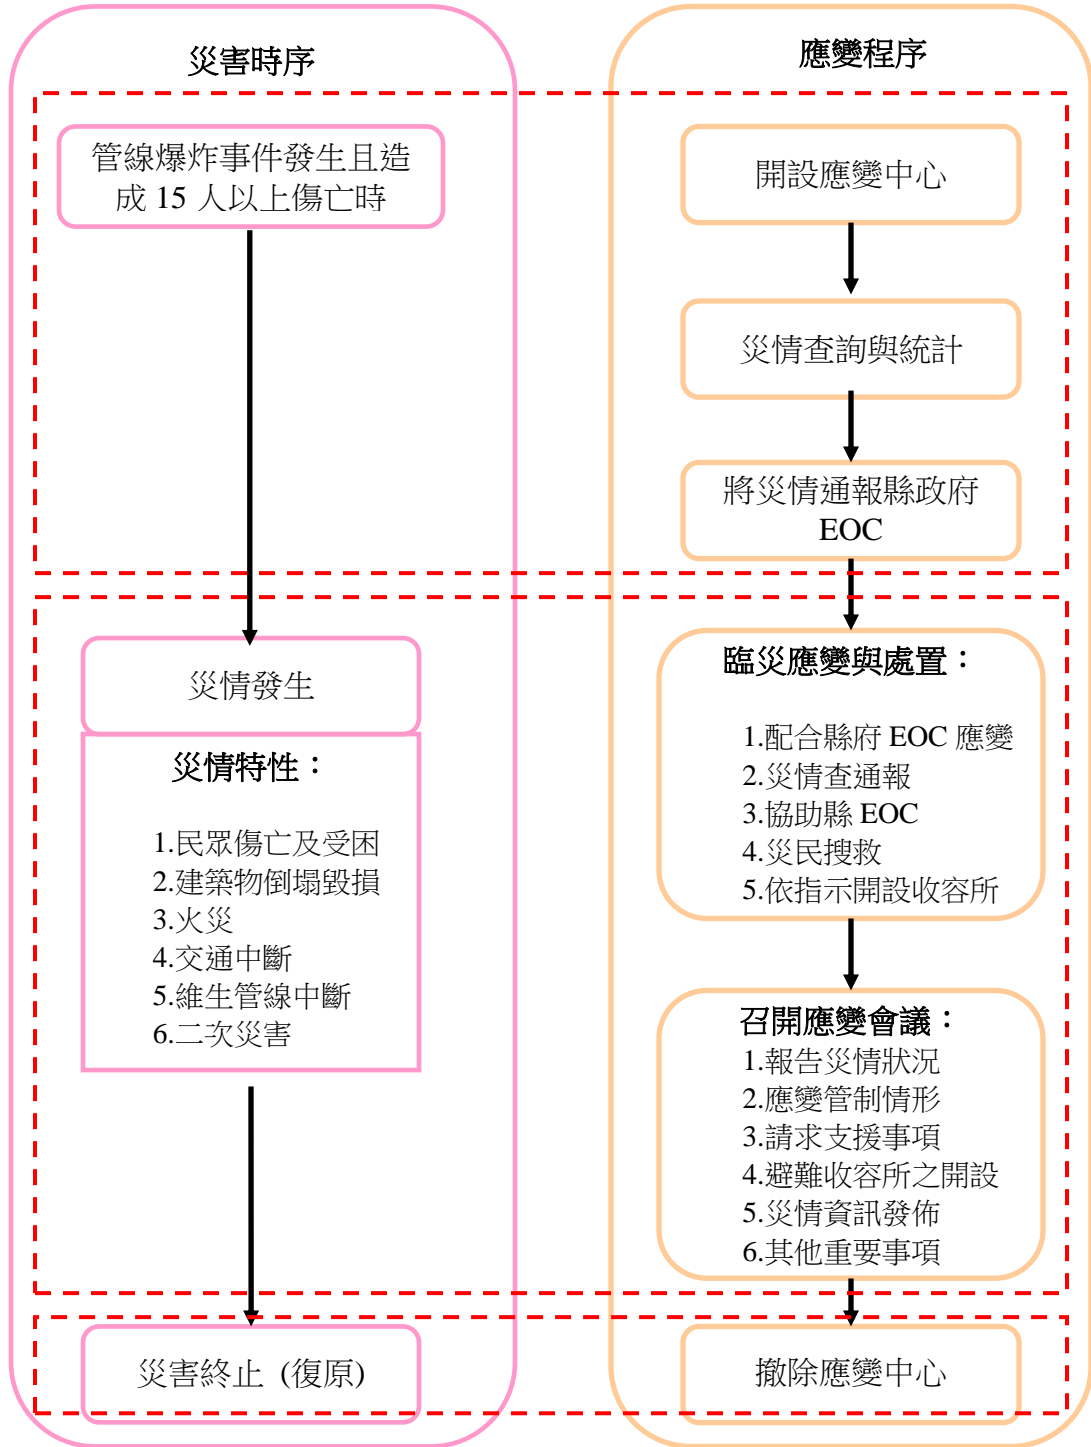 災害時序
管線爆炸事件發生且造
成 15 人以上傷亡時
災情發生
災情特性：
1.民眾傷亡及受困
2.建築物倒塌毀損
3.火災
4.交通中斷
5.維生管線中斷
6.二次災害
災害終止 (復原)
應變程序
開設應變中心
災情查詢與統計
將災情通報縣政府
EOC
臨災應變與處置：
1.配合縣府 EOC 應變
2.災情查通報
3.協助縣 EOC
4.災民搜救
5.依指示開設收容所
召開應變會議：
1.報告災情狀況
2.應變管制情形
3.請求支援事項
4.避難收容所之開設
5.災情資訊發佈
6.其他重要事項
撤除應變中心